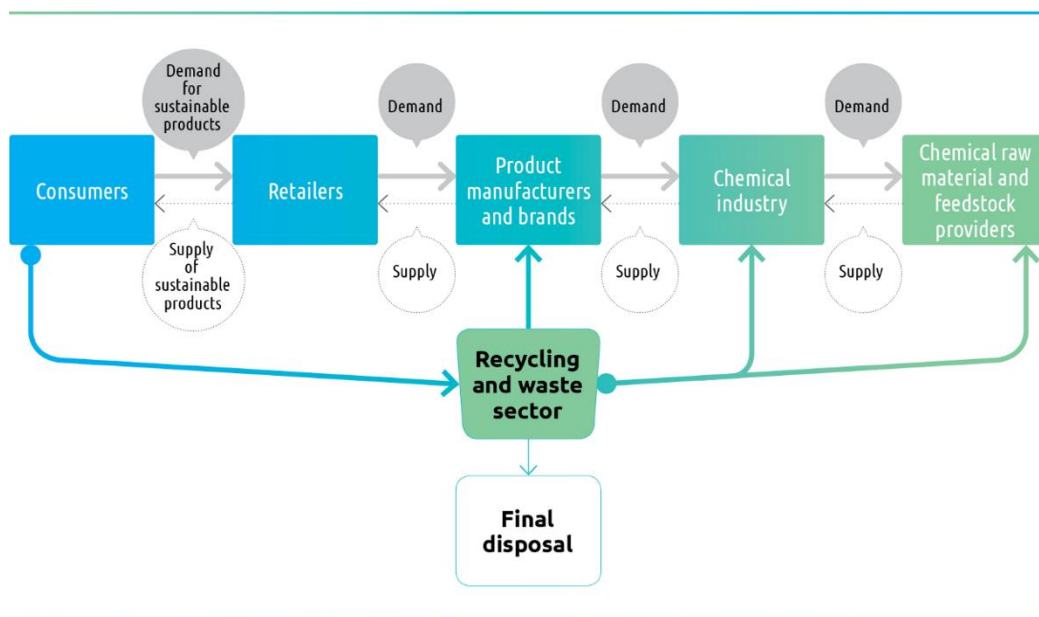 Demand
for
sustainable
products
Demand
Demand
Demand
Consumers
Retailers
Product
manufacturers
and brands
Chemical
industry
Chemical raw
material and
feedstock
providers
Supply
of
sustainable
products
Supply
Supply
Supply
Recycling
and waste
sector
Final
disposal